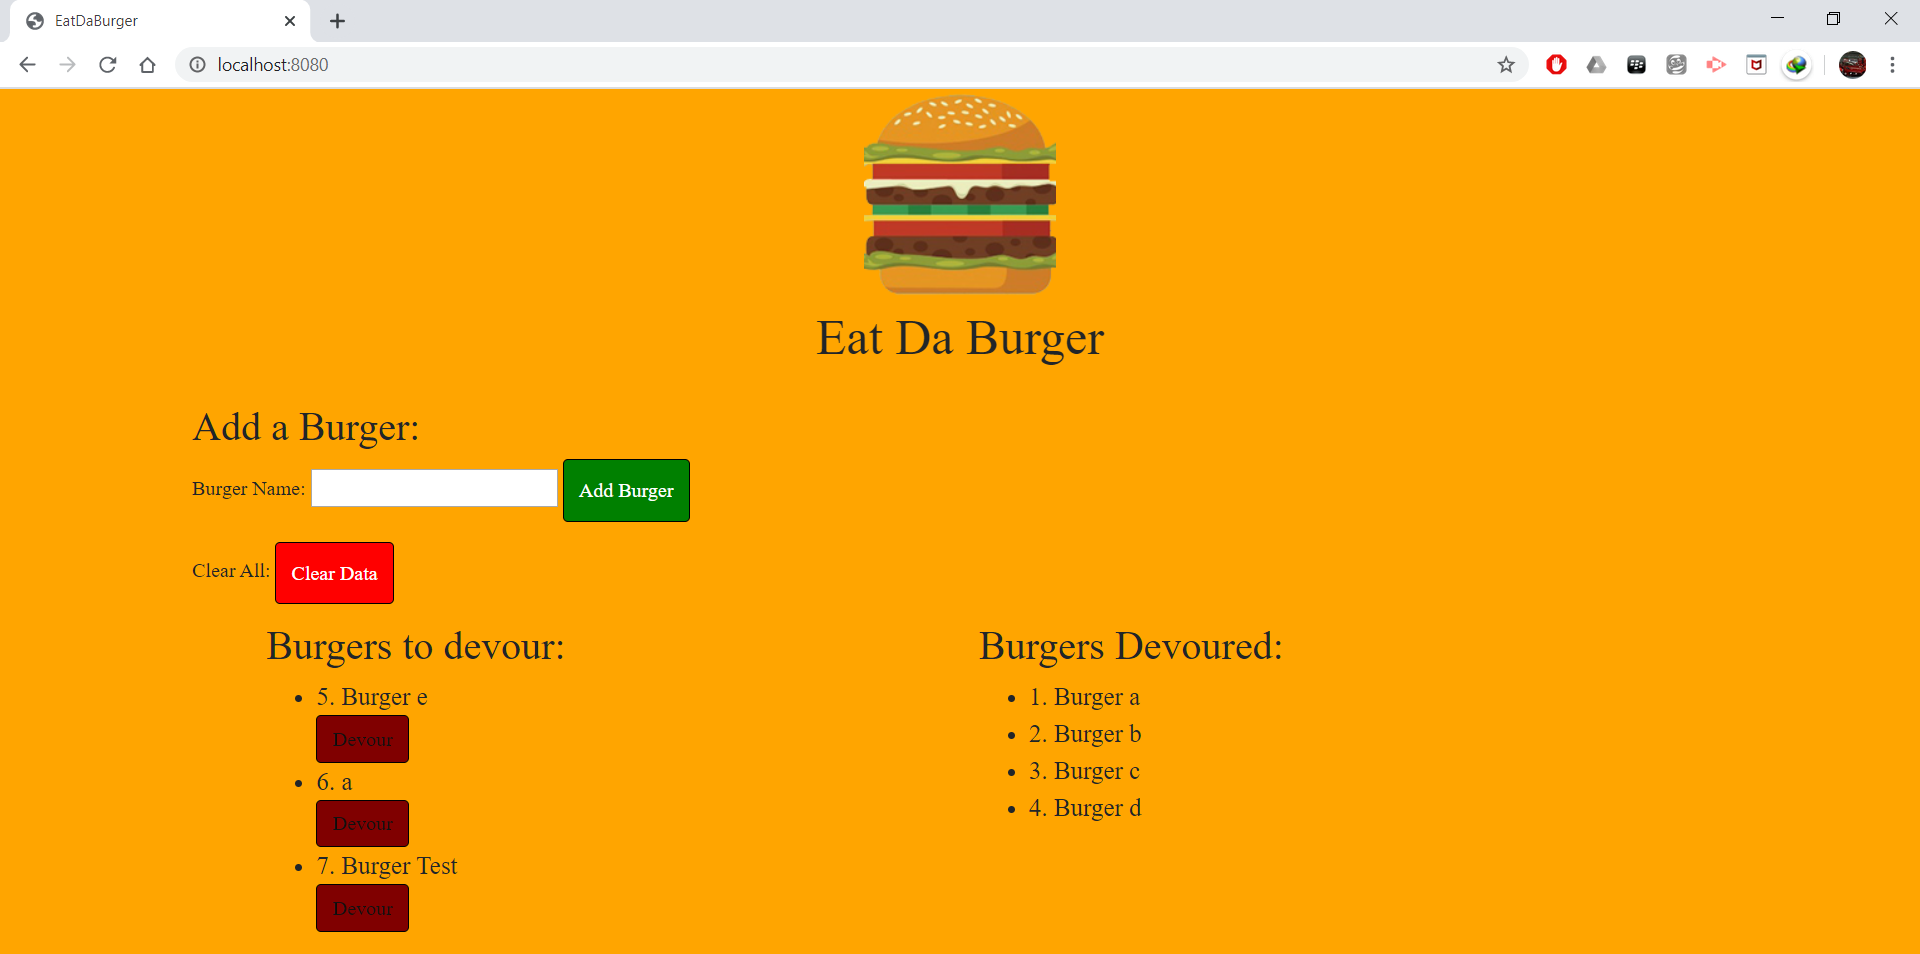 EatDaBurger
localhost:8080
Eat Da Burger
Add a Burger:
Burger Name:
Add Burger
Clear All:
Clear Data
Burgers to devour:
• 5. Burger e
Devour
• 6. a
Devour
• 7. Burger Test
Devour
Burgers Devoured:
• 1. Burger a
• 2. Burger b
• 3. Burger c
• 4. Burger d